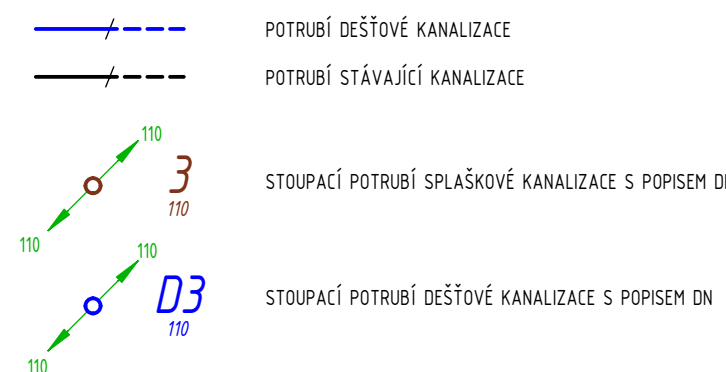 POTRUBÍ DEŠŤOVÉ KANALIZACE
POTRUBÍ STÁVAJÍCÍ KANALIZACE
110
3
110
110
STOUPACÍ POTRUBÍ SPLAŠKOVÉ KANALIZACE S POPISEM
110
D3
110
110
STOUPACÍ POTRUBÍ DEŠŤOVÉ KANALIZACE S POPISEM DN